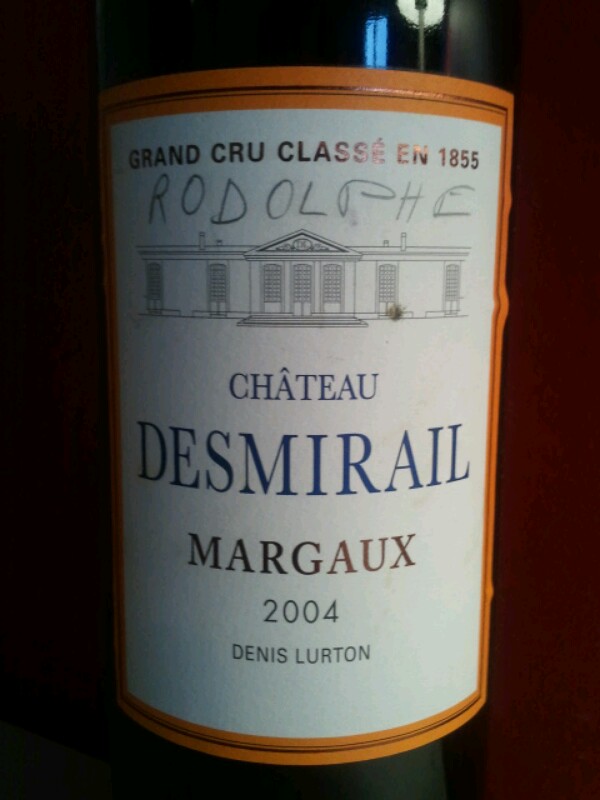 GRAND CRU CLASSÉ EN 1855
RODOLPHE
CHÂTEAU
DESMIRAIL
MARGAUX
2004
DENIS LURTON